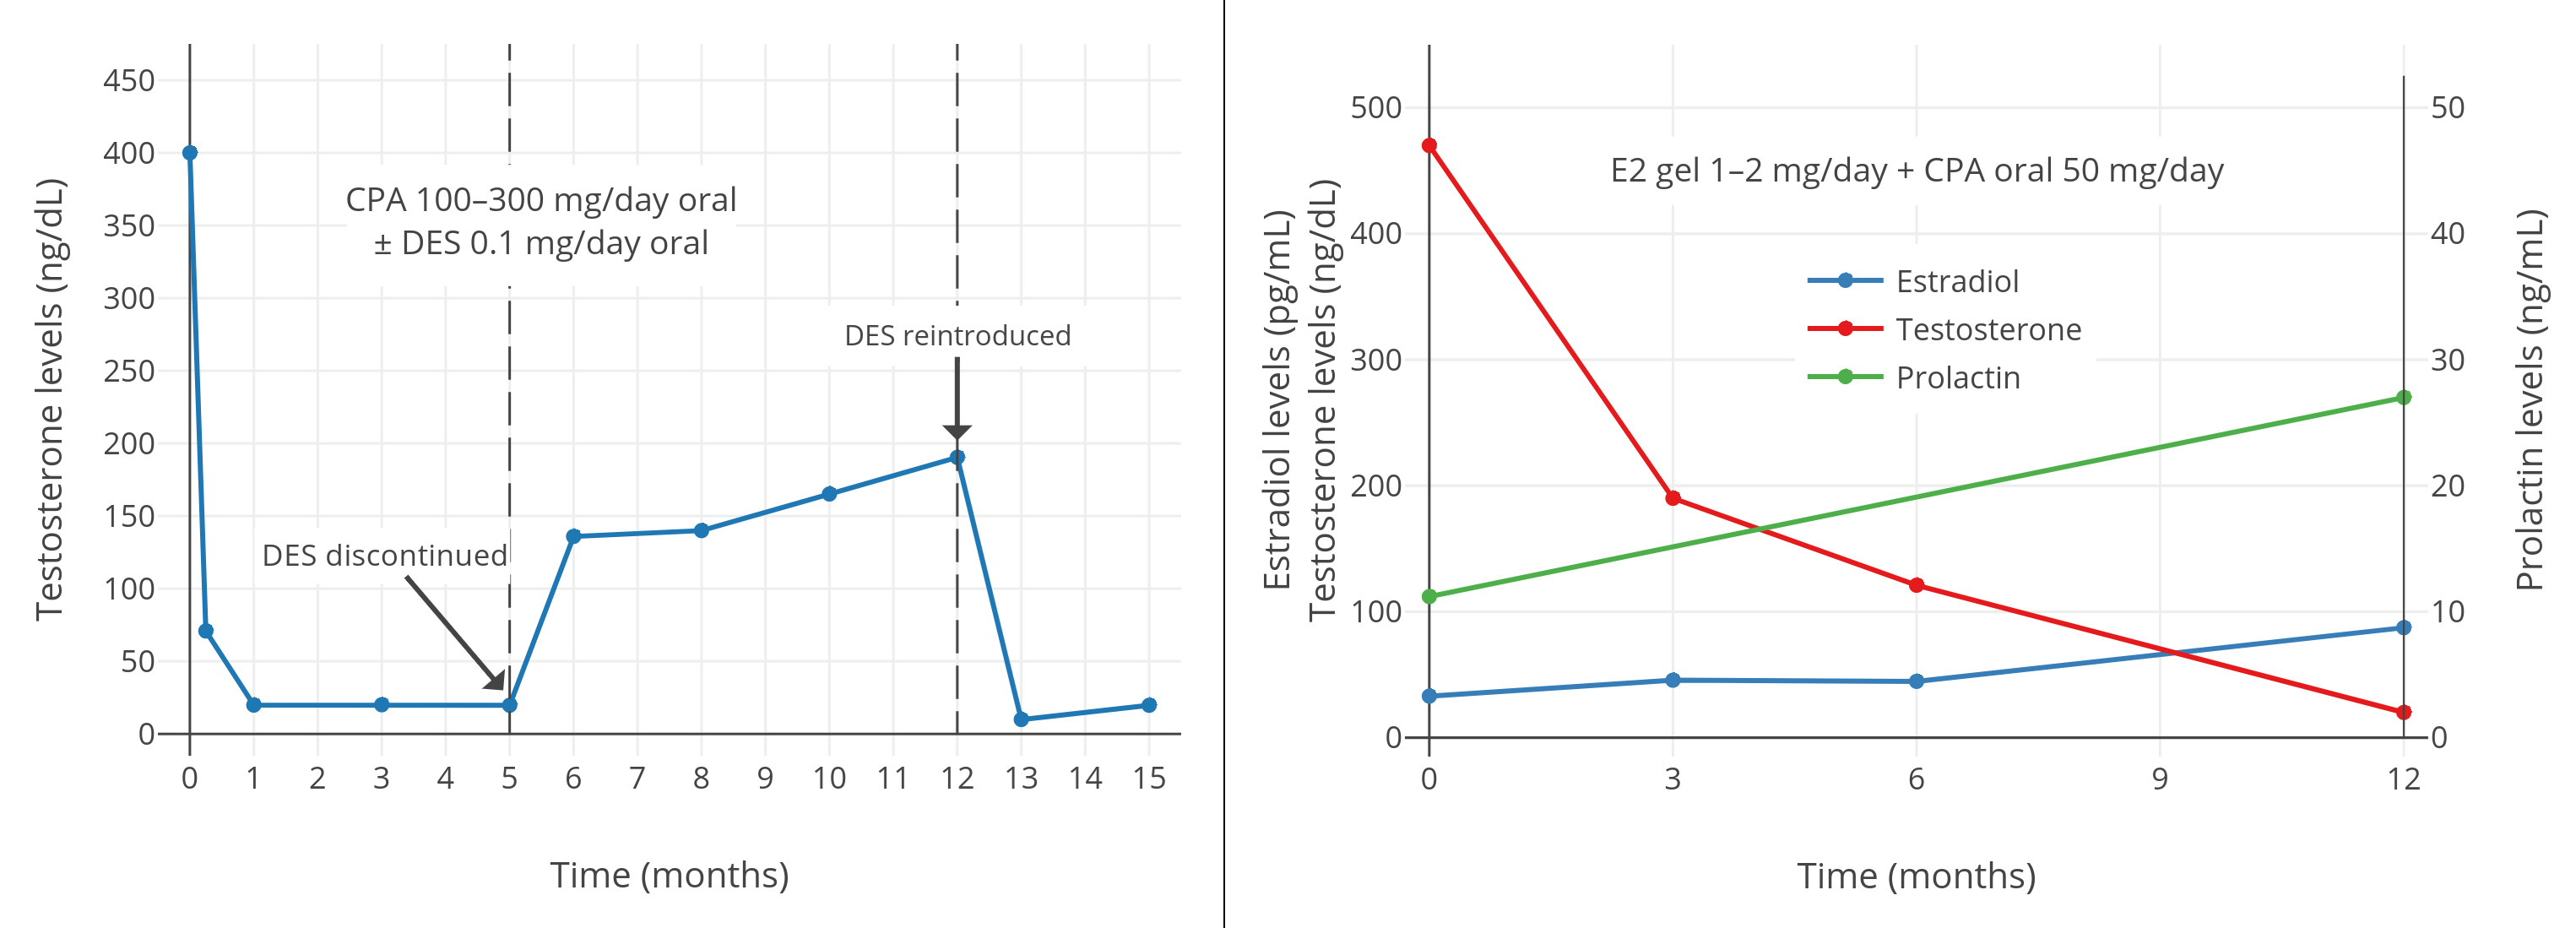 Testosterone levels (ng/dL)
450
400
350
300
250
200
150
100
50
0
CPA 100–300 mg/day oral
± DES 0.1 mg/day oral
DES reintroduced
DES discontinued
0 1 2 3 4 5 6 7 8 9 10 11 12 13 14 15
Time (months)
Estradiol levels (pg/mL)
Testosterone levels (ng/dL)
500
400
300
200
100
0
E2 gel 1–2 mg/day + CPA oral 50 mg/day
Estradiol
Testosterone
Prolactin
50
40
30
20
10
0
Prolactin levels (ng/mL)
0 3 6 9 12
Time (months)